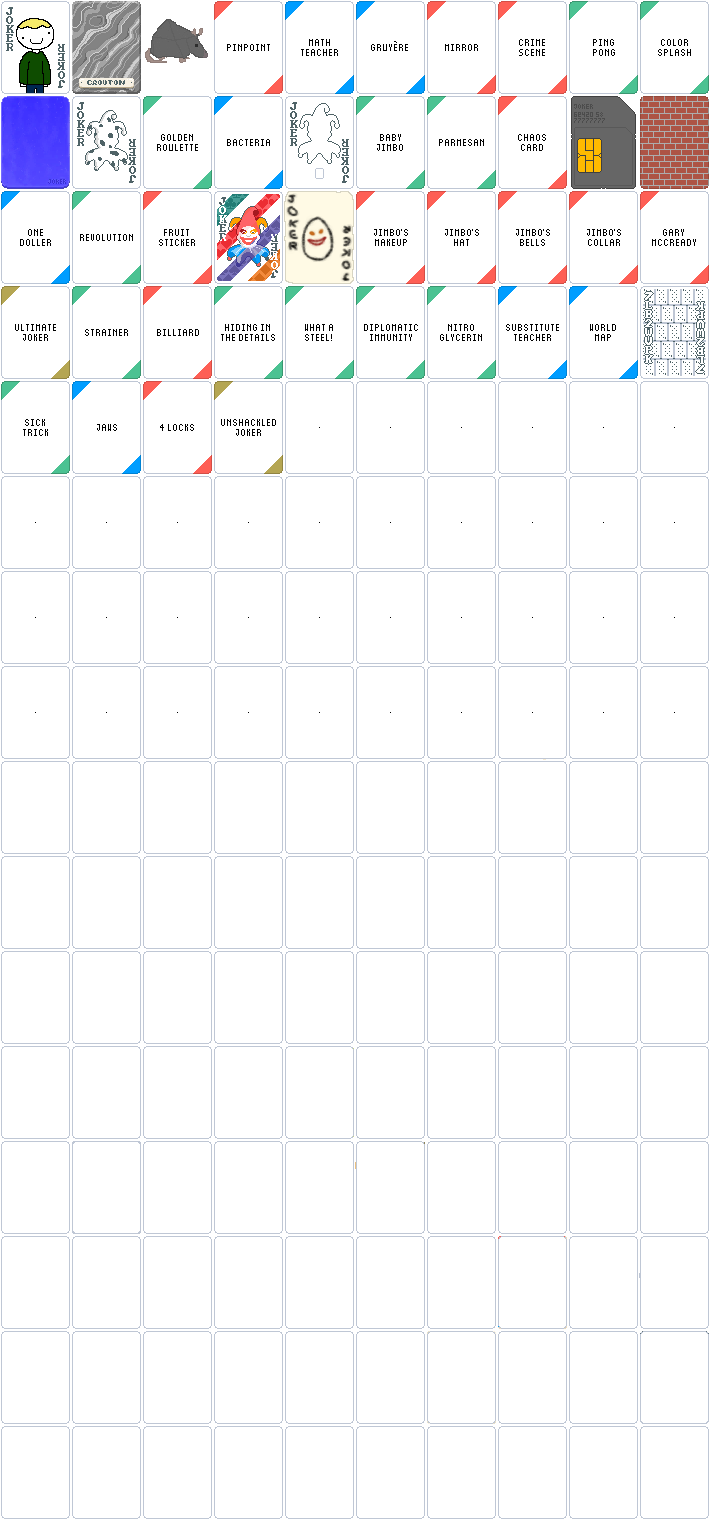 JOKER
JOKER
CROUTON
PINPOINT
MATH
TEACHER
GRUYÈRE
MIRROR
CRIME
SCENE
PING
PONG
COLOR
SPLASH
JOKER
JOKER
JOKER
GOLDEN
ROULETTE
BACTERIA
JOKER
JOKER
BABY
JIMBO
PARMESAN
CHAOS
CARD
JOKER
ONE
DOLLER
REVOLUTION
FRUIT
STICKER
JOKER
JOKER
JOKER
JOKER
JIMBO'S
MAKEUP
JIMBO'S
HAT
JIMBO'S
BELLS
JIMBO'S
COLLAR
GARY
MCCREADY
ULTIMATE
JOKER
STRAINER
BILLIARD
HIDING IN
THE DETAILS
WHAT A
STEEL!
DIPLOMATIC
IMMUNITY
NITRO
GLYCERIN
SUBSTITUTE
TEACHER
WORLD
MAP
SICK
TRICK
JAWS
4 LOCKS
UNSHACKLED
JOKER